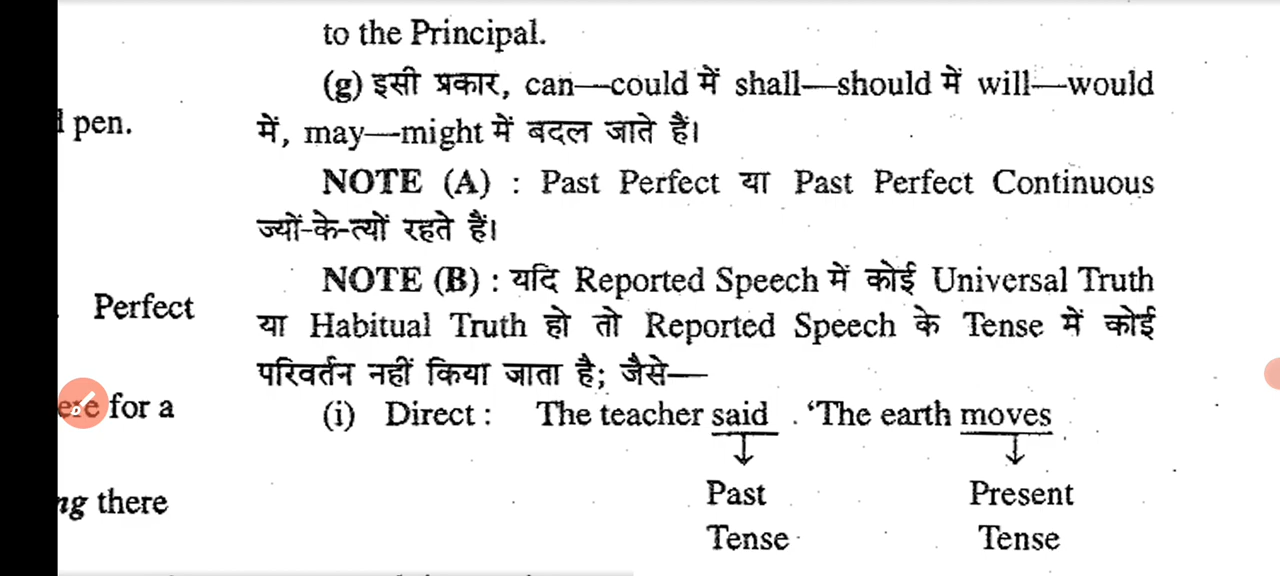 to the Principal.
(g) इसी प्रकार, can—could में shall—should में will—would
में, may—might में बदल जाते हैं।
NOTE (A) : Past Perfect या Past Perfect Continuous
ज्यों-के-त्यों रहते हैं।
NOTE (B) : यदि Reported Speech में कोई Universal Truth
या Habitual Truth हो तो Reported Speech के Tense में कोई
परिवर्तन नहीं किया जाता है; जैसे—
(i) Direct : The teacher said . ‘The earth moves
Past Present
Tense Tense
pen.
Perfect
for a
there